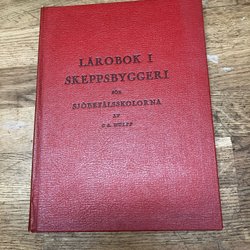 LÄROBOK I
SKEPPSBYGGERI
FÖR
SJÖBEFÄLSSKOLORNA
AV